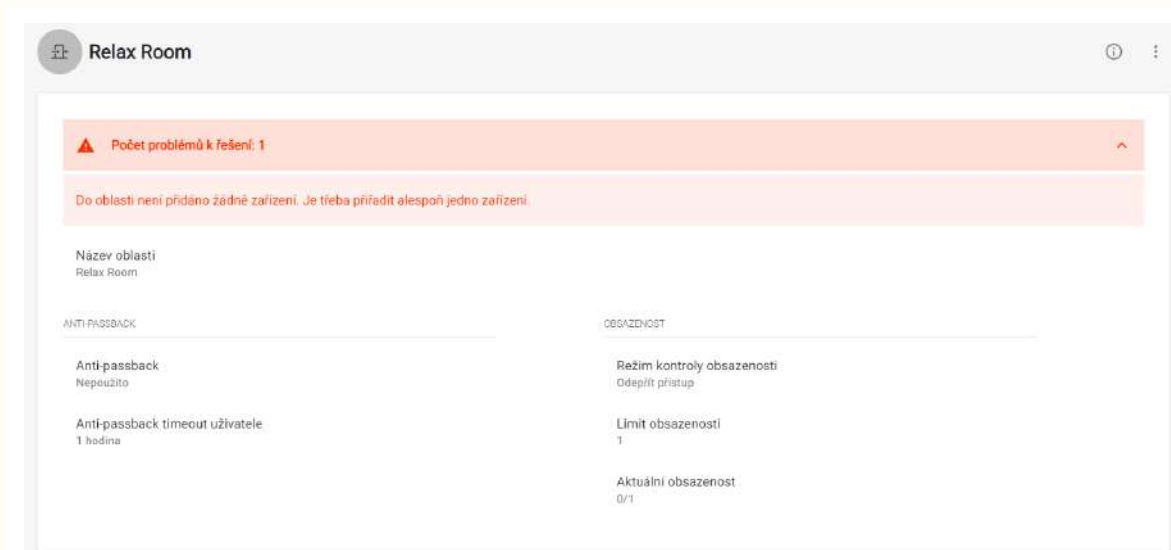 Relax Room
Počet problémů k řešení: 1
Do oblasti není přidáno žádné zařízení. Je třeba přiřadit alespoň jedno zařízení.
Název oblasti
Relax Room
ANTI-PASSBACK
Anti-passback
Nepoužito
Anti-passback timeout uživatele
1 hodina
OBSAZENOST
Režim kontroly obsazenosti
Odepřít přístup
Limit obsazenosti
1
Aktuální obsazenost
0/1